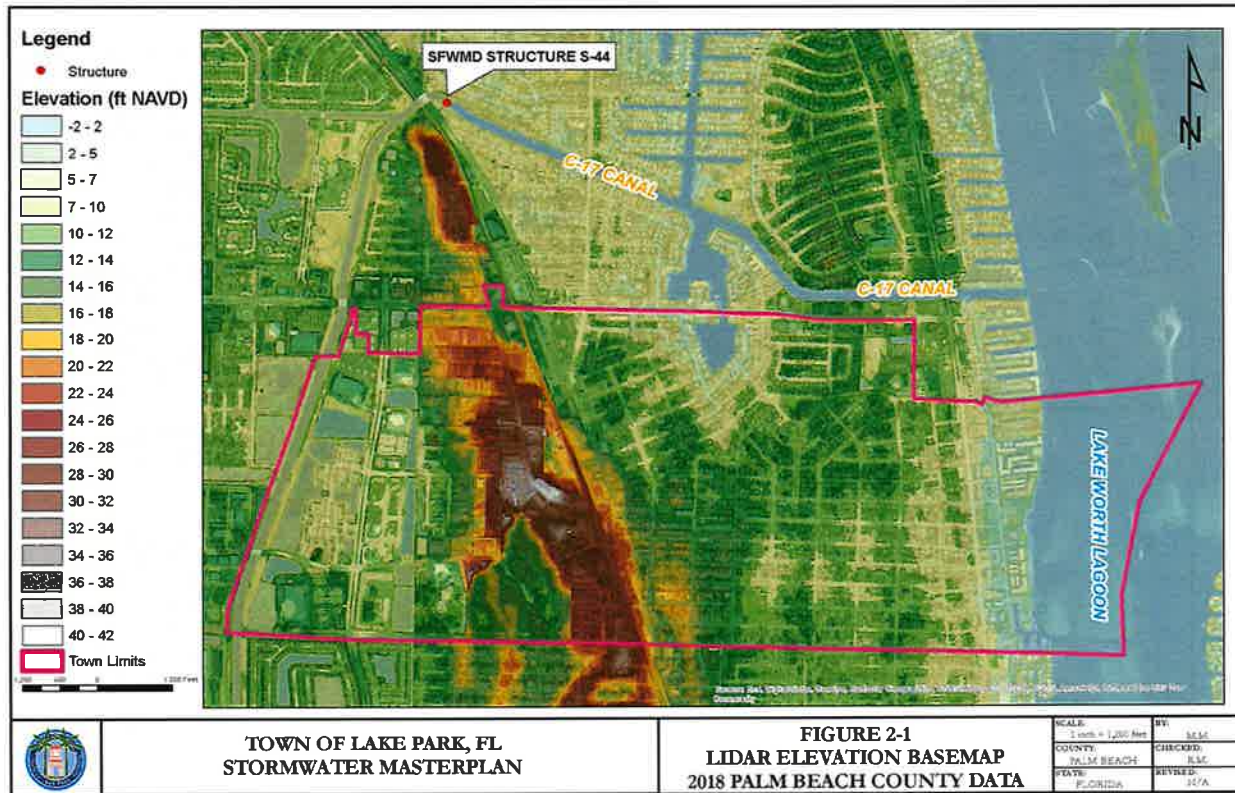 Legend
Structure
Elevation (ft NAVD)
-2 - 2
2 - 5
5 - 7
7 - 10
10 - 12
12 - 14
14 - 16
16 - 18
18 - 20
20 - 22
22 - 24
24 - 26
26 - 28
28 - 30
30 - 32
32 - 34
34 - 36
36 - 38
38 - 40
40 - 42
Town Limits
SFWMD STRUCTURE S-44
N
C-17 CANAL
C-17 CANAL
LAKE WORTH LAGOON
TOWN OF LAKE PARK, FL
STORMWATER MASTERPLAN
FIGURE 2-1
LIDAR ELEVATION BASEMAP
2018 PALM BEACH COUNTY DATA
SCALE:
BY:
M.M.
COUNTY:
PALM BEACH
CHECKED:
STATE:
FLORIDA
REVISED:
N/A